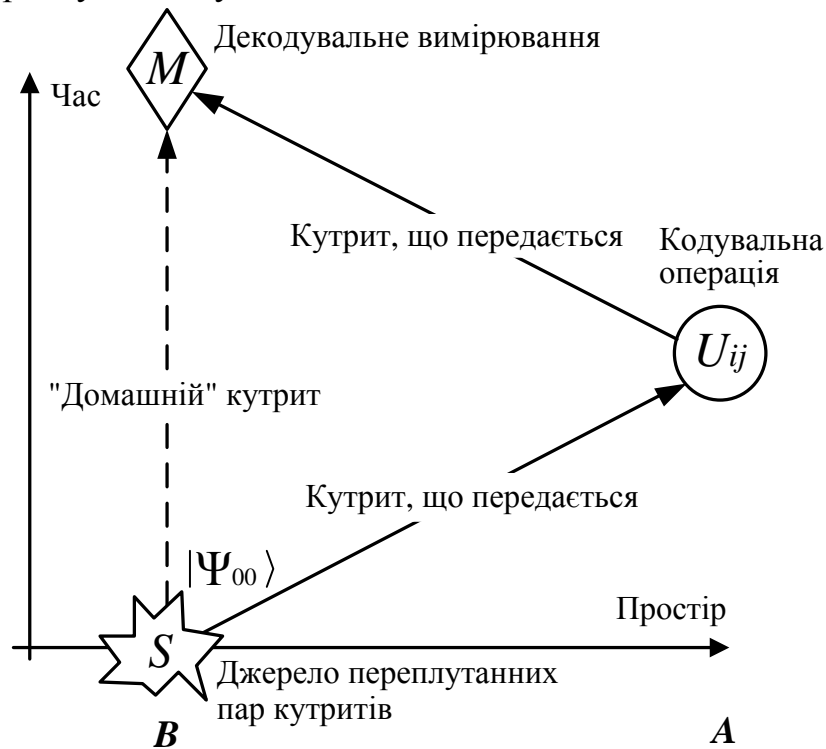 Декодувальне вимірювання
M
Час
Кутрит, що передається
Кодувальна
операція
U_ij
"Домашній" кутрит
Кутрит, що передається
|Ψ₀₀⟩
Простір
S
Джерело переплутанних
пар кутритів
B
A